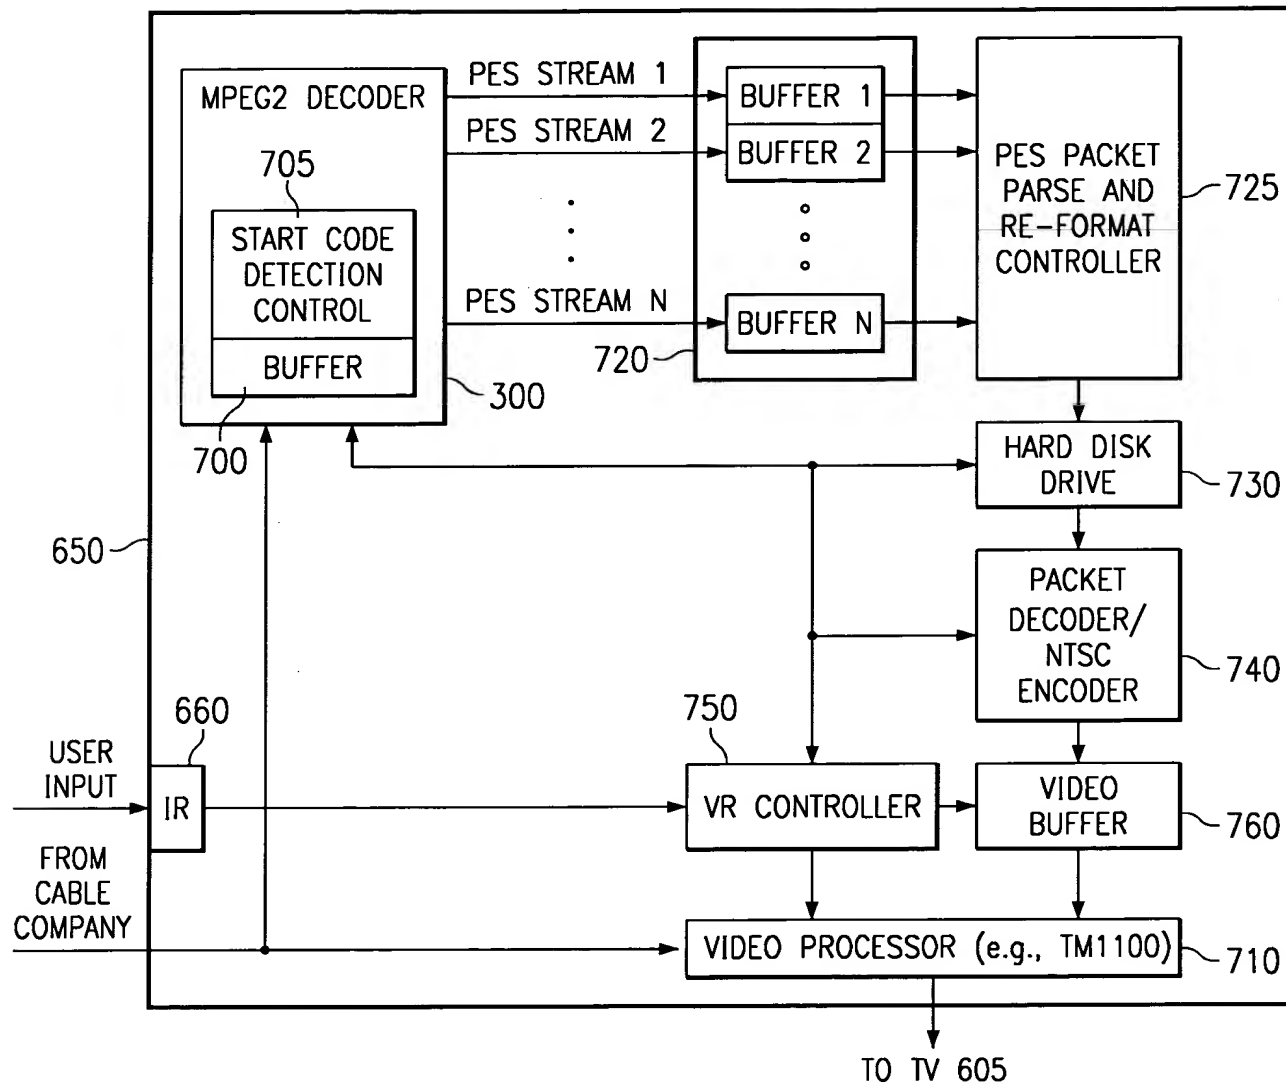 MPEG2 DECODER
705
START CODE
DETECTION
CONTROL
BUFFER
700
300
PES STREAM 1
PES STREAM 2
PES STREAM N
BUFFER 1
BUFFER 2
BUFFER N
720
PES PACKET
PARSE AND
RE-FORMAT
CONTROLLER
725
HARD DISK
DRIVE
730
650
PACKET
DECODER/
NTSC
ENCODER
740
660
USER
INPUT
IR
750
VR CONTROLLER
VIDEO
BUFFER
760
FROM
CABLE
COMPANY
VIDEO PROCESSOR (e.g., TM1100)
710
TO TV 605